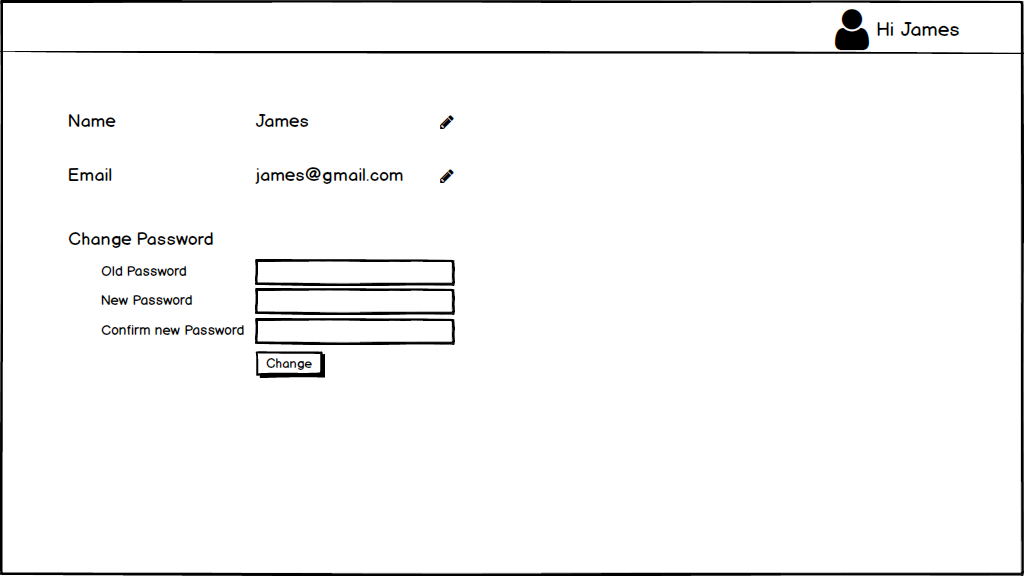 Hi James
Name James
Email james@gmail.com
Change Password
Old Password
New Password
Confirm new Password
Change